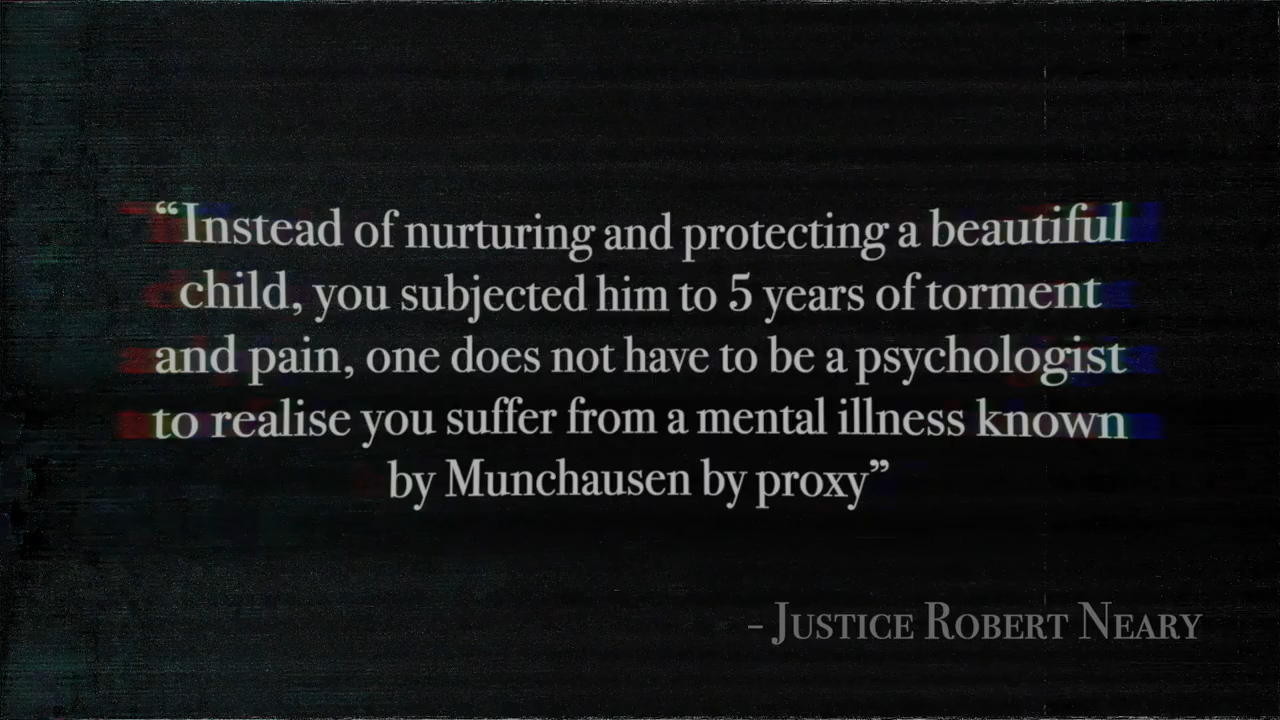 “Instead of nurturing and protecting a beautiful
child, you subjected him to 5 years of torment
and pain, one does not have to be a psychologist
to realise you suffer from a mental illness known
by Munchausen by proxy”
- Justice Robert Neary